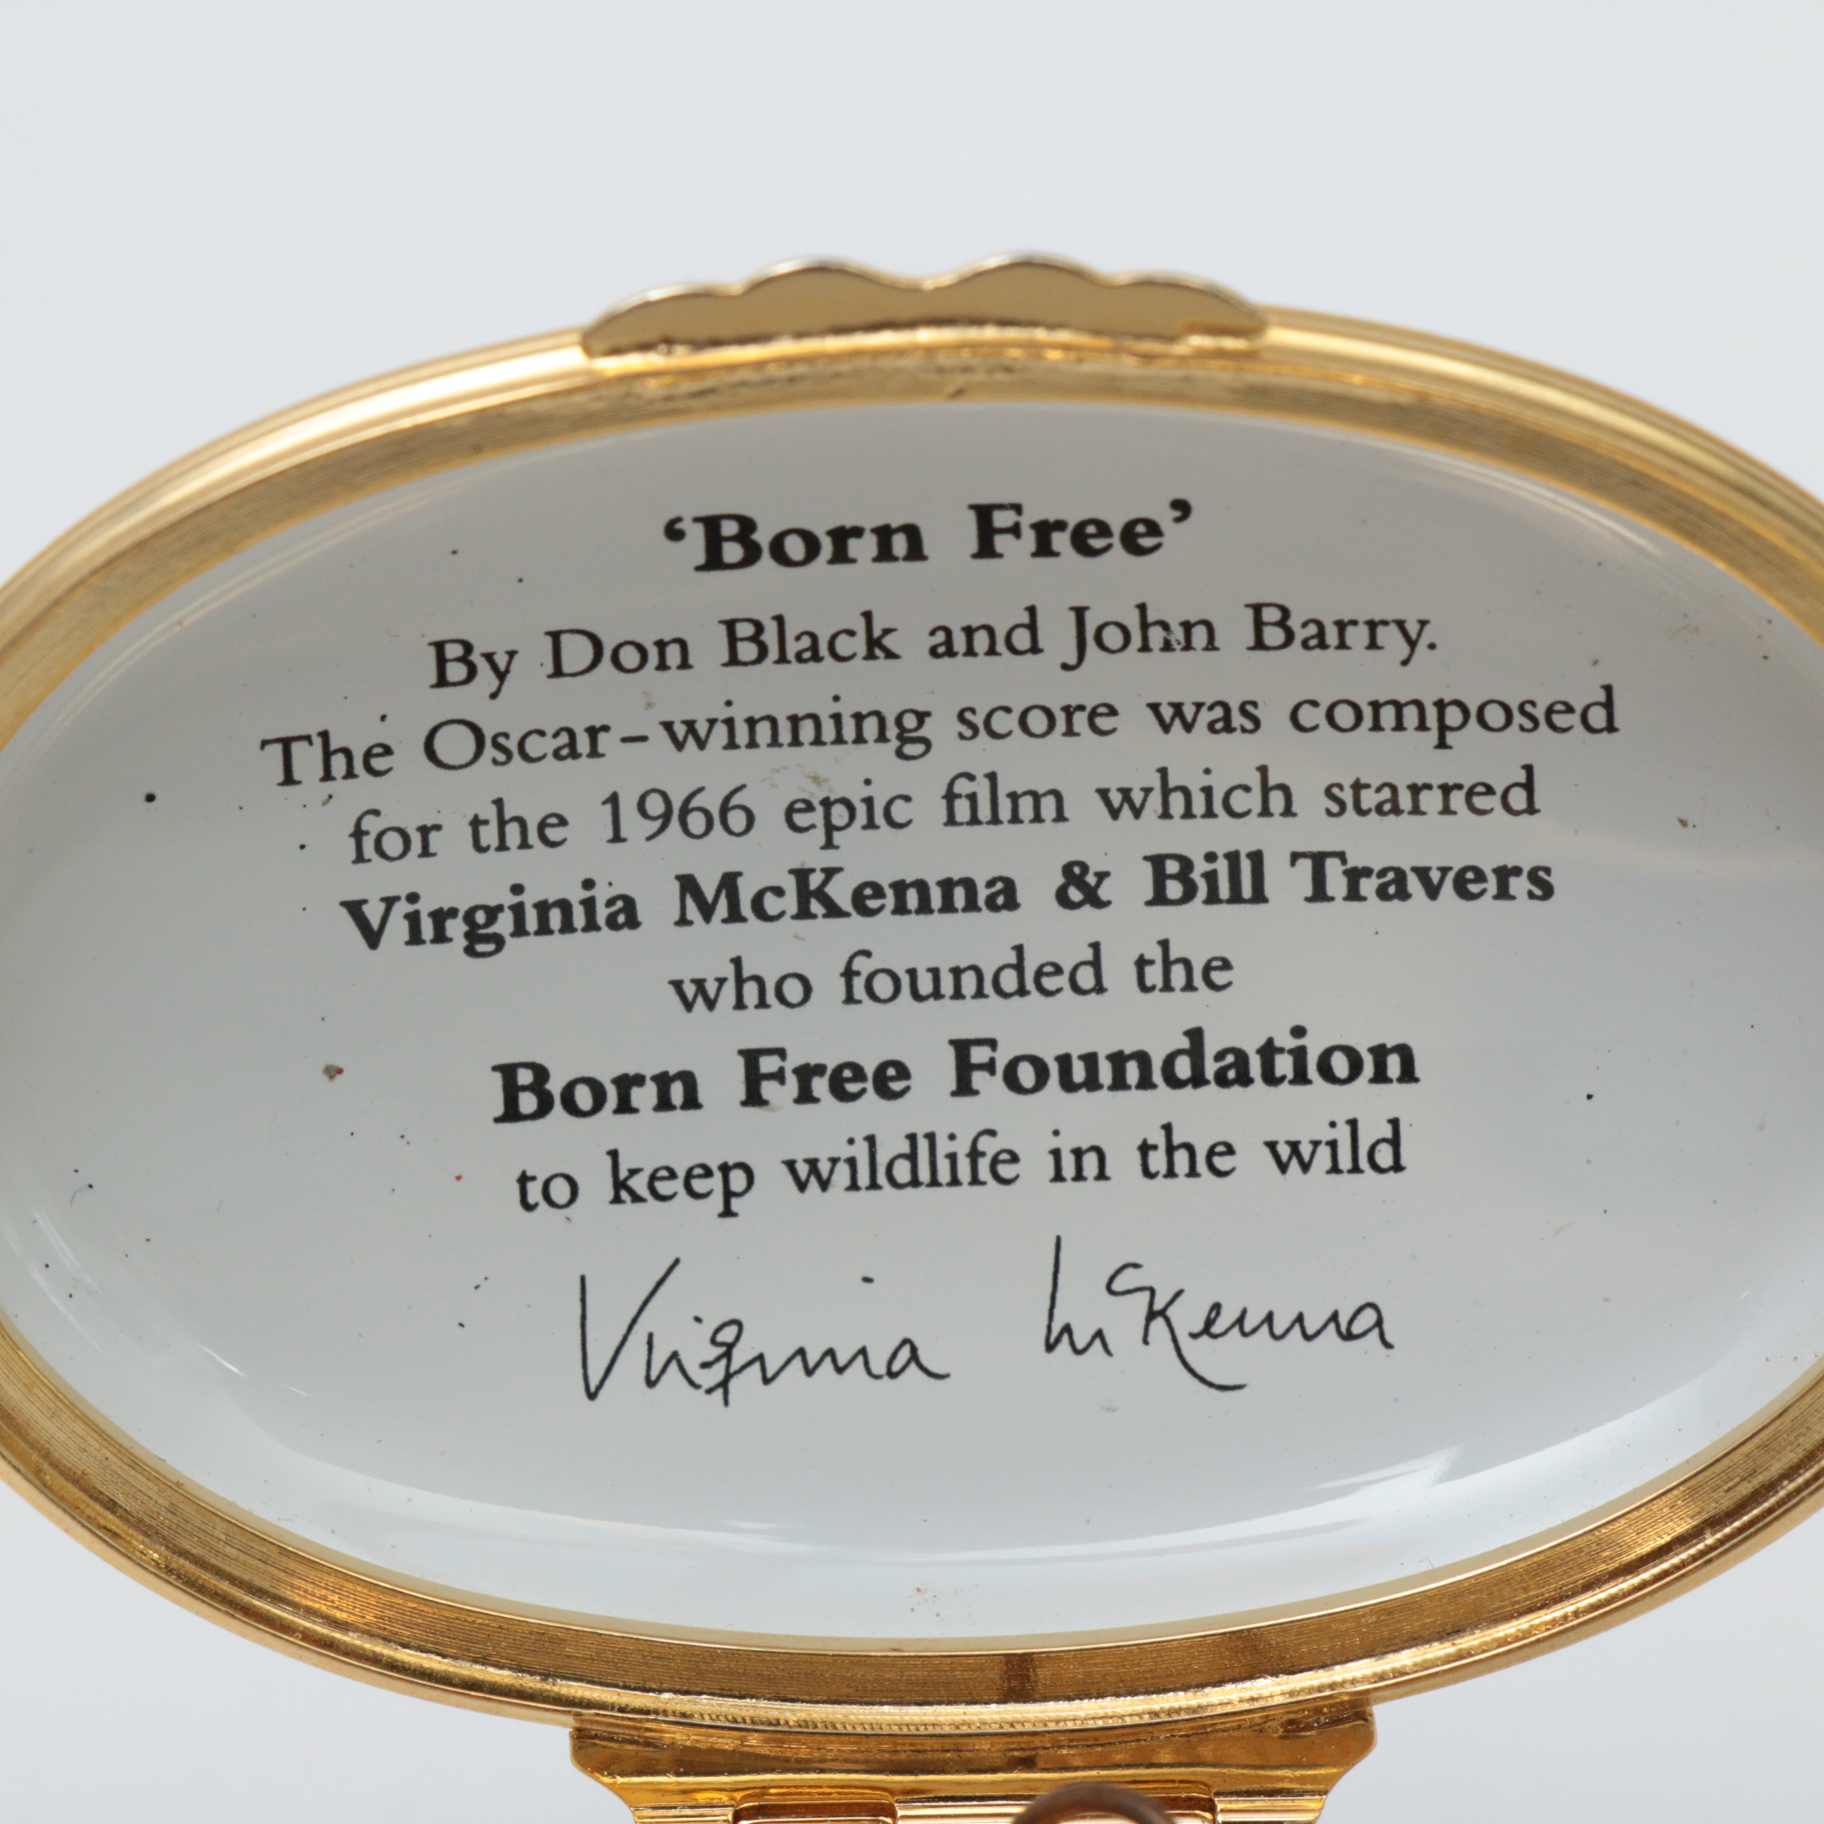 ‘Born Free’
By Don Black and John Barry.
The Oscar-winning score was composed
for the 1966 epic film which starred
Virginia McKenna & Bill Travers
who founded the
Born Free Foundation
to keep wildlife in the wild
Virginia McKenna